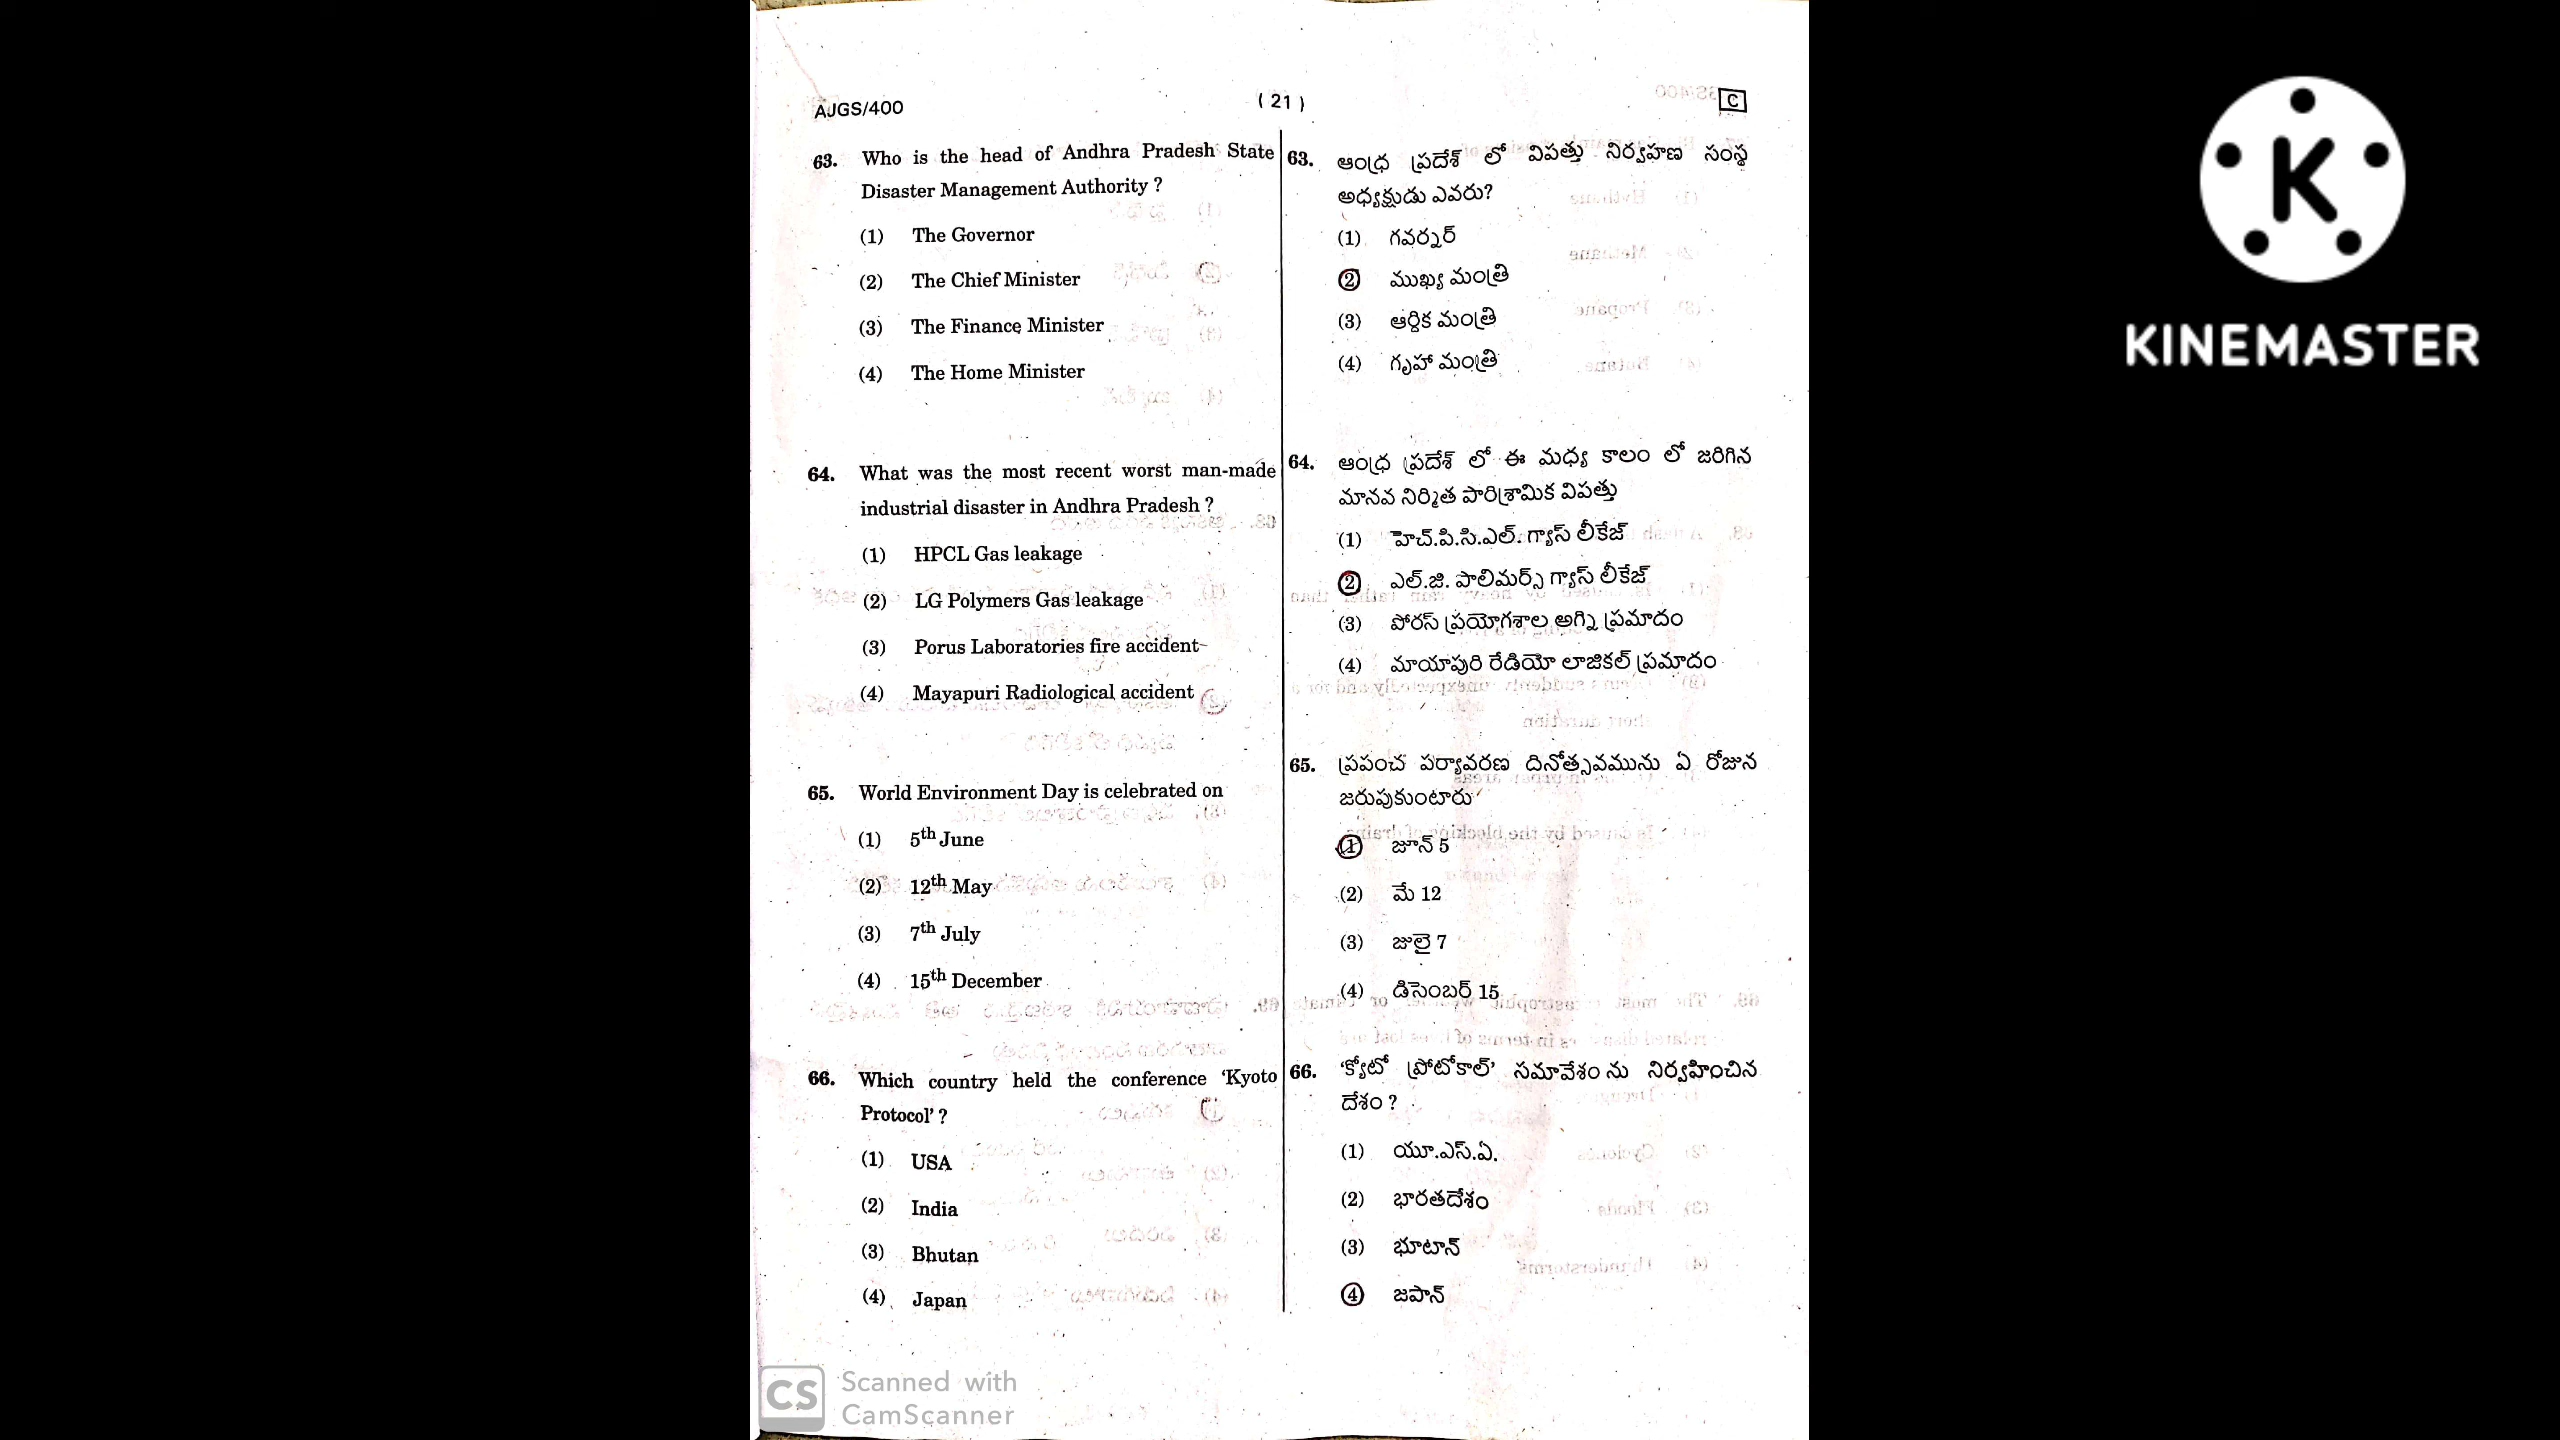 AJGS/400
( 21 )
C
63. Who is the head of Andhra Pradesh State
Disaster Management Authority ?
(1) The Governor
(2) The Chief Minister
(3) The Finance Minister
(4) The Home Minister
64. What was the most recent worst man-made
industrial disaster in Andhra Pradesh ?
(1) HPCL Gas leakage
(2) LG Polymers Gas leakage
(3) Porus Laboratories fire accident
(4) Mayapuri Radiological accident
65. World Environment Day is celebrated on
(1) 5th June
(2) 12th May
(3) 7th July
(4) 15th December
66. Which country held the conference ‘Kyoto
Protocol’ ?
(1) USA
(2) India
(3) Bhutan
(4) Japan
63. ఆంధ్ర ప్రదేశ్ లో విపత్తు నిర్వహణ సంస్థ
అధ్యక్షుడు ఎవరు?
(1) గవర్నర్
(2) ముఖ్య మంత్రి
(3) ఆర్థిక మంత్రి
(4) గృహా మంత్రి
64. ఆంధ్ర ప్రదేశ్ లో ఈ మధ్య కాలం లో జరిగిన
మానవ నిర్మిత పారిశ్రామిక విపత్తు
(1) హెచ్.పి.సి.ఎల్. గ్యాస్ లీకేజ్
(2) ఎల్.జి. పాలిమర్స్ గ్యాస్ లీకేజ్
(3) పోరస్ ప్రయోగశాల అగ్ని ప్రమాదం
(4) మాయాపురి రేడియో లాజికల్ ప్రమాదం
65. ప్రపంచ పర్యావరణ దినోత్సవమును ఏ రోజున
జరుపుకుంటారు
(1) జూన్ 5
(2) మే 12
(3) జులై 7
(4) డిసెంబర్ 15
66. ‘క్యోటో ప్రోటోకాల్’ సమావేశం ను నిర్వహించిన
దేశం ?
(1) యూ.ఎస్.ఏ.
(2) భారతదేశం
(3) భూటాన్
(4) జపాన్
CS Scanned with
CamScanner
KINEMASTER